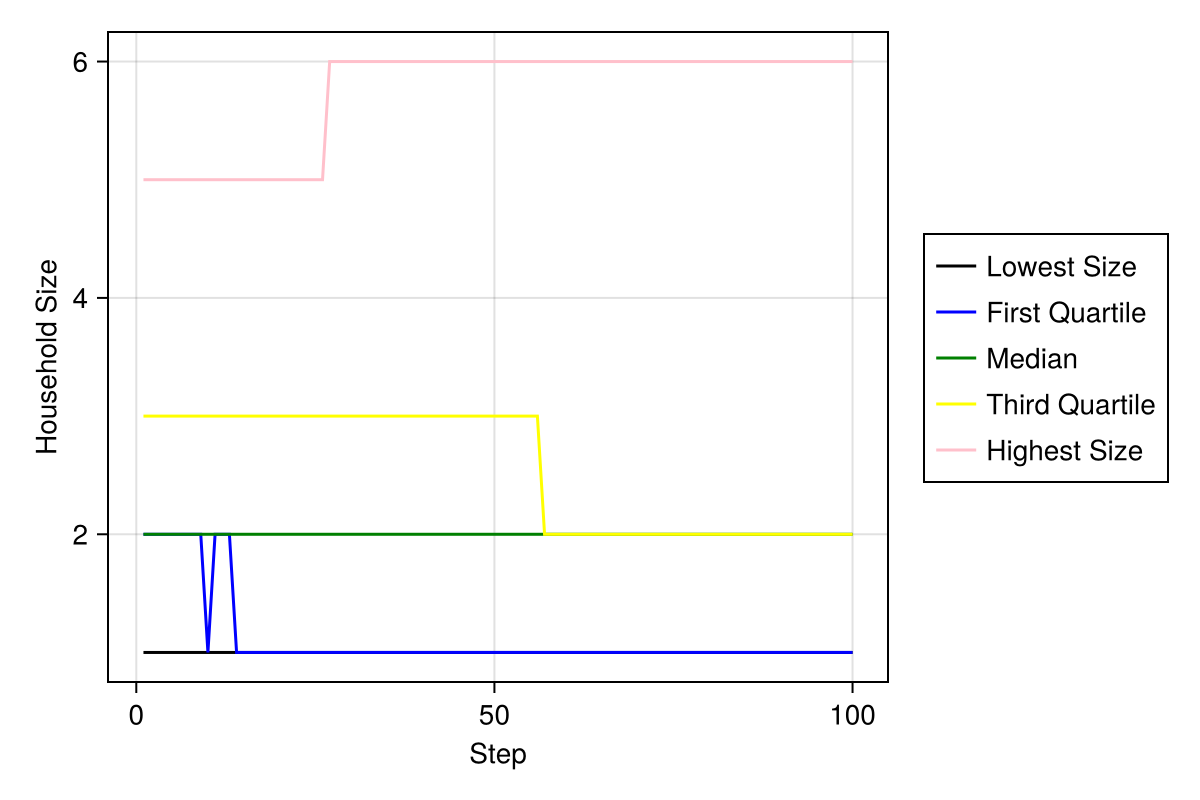 6
4
2
Household Size
0
50
100
Step
Lowest Size
First Quartile
Median
Third Quartile
Highest Size